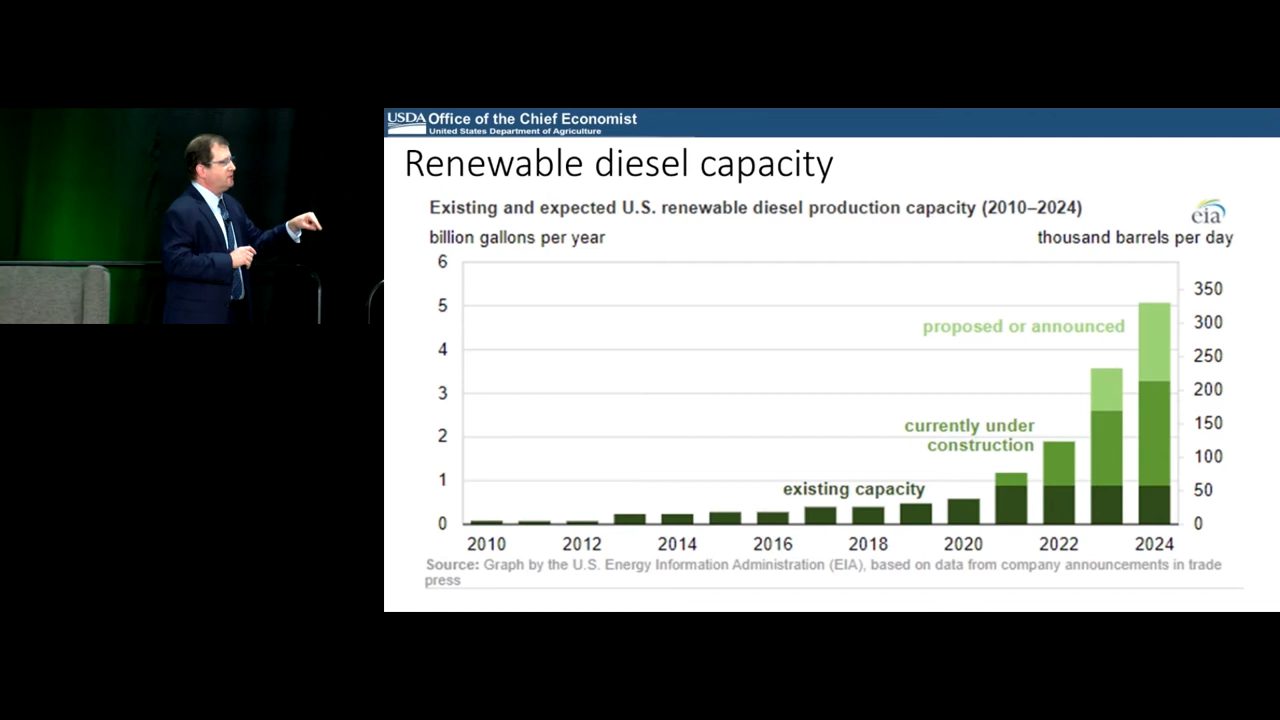 USDA Office of the Chief Economist
United States Department of Agriculture
Renewable diesel capacity
Existing and expected U.S. renewable diesel production capacity (2010–2024)
eia
billion gallons per year
thousand barrels per day
6
5
4
3
2
1
0
350
300
250
200
150
100
50
0
proposed or announced
currently under
construction
existing capacity
2010 2012 2014 2016 2018 2020 2022 2024
Source: Graph by the U.S. Energy Information Administration (EIA), based on data from company announcements in trade
press